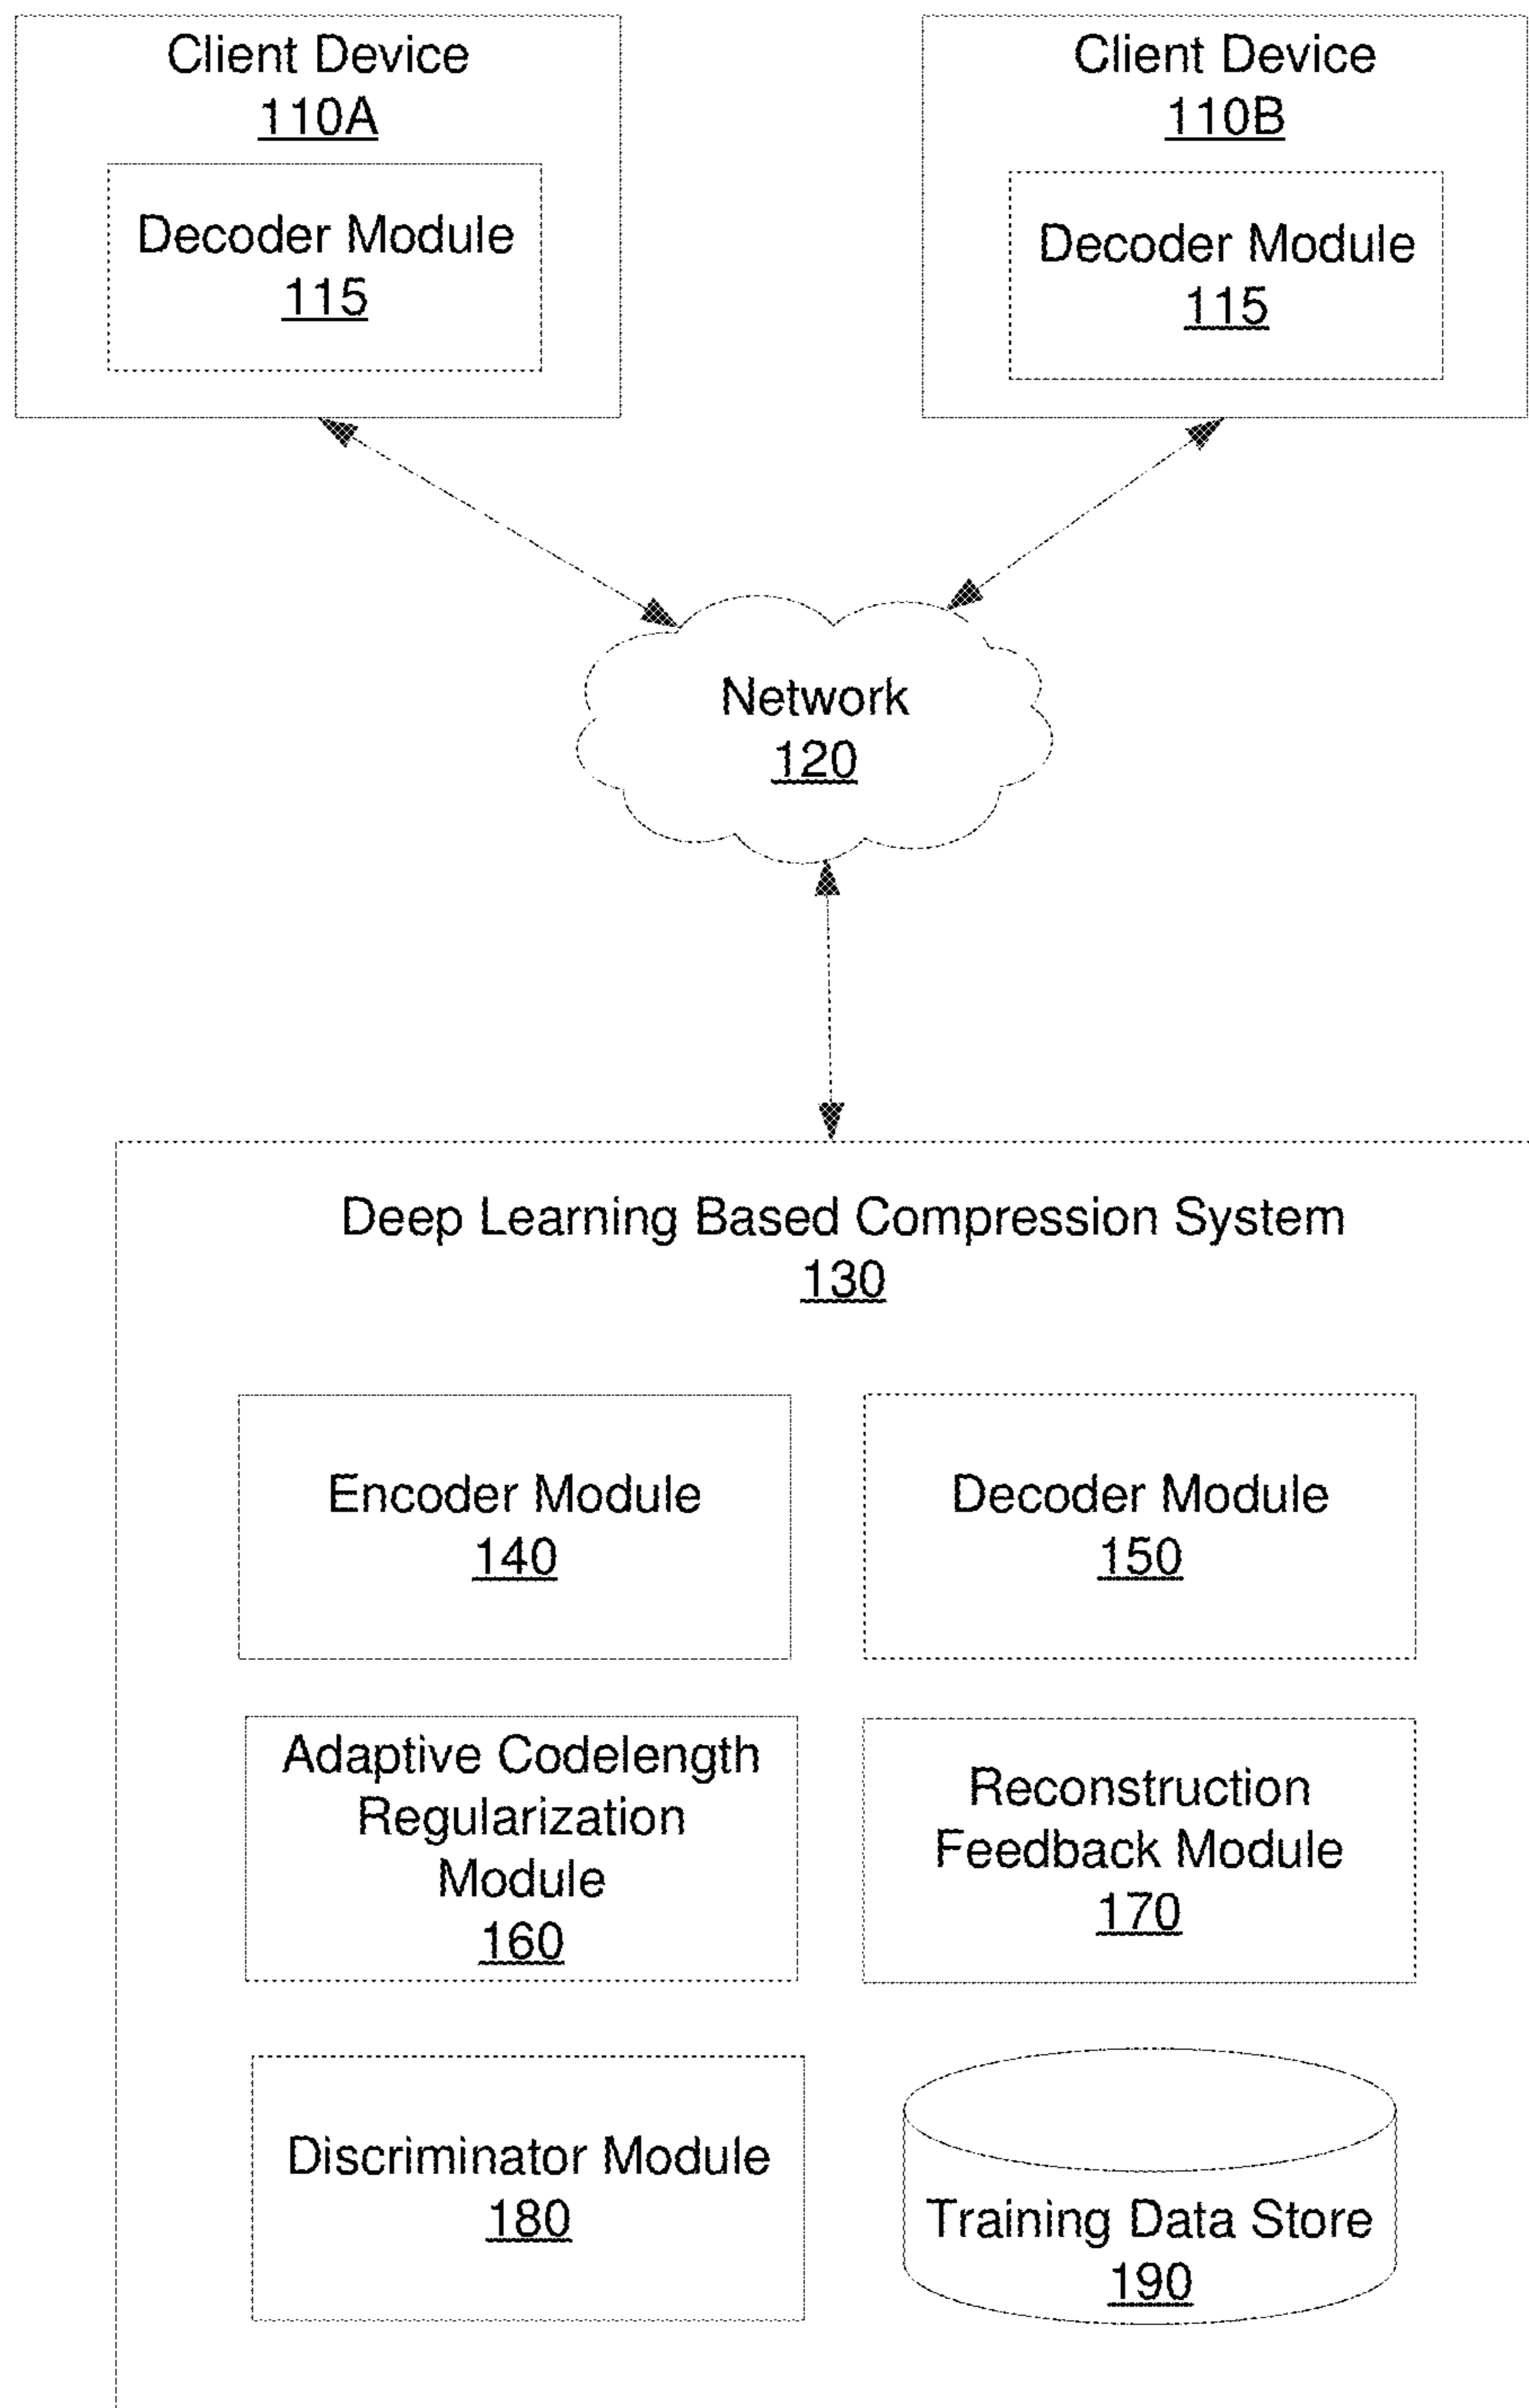 Client Device
110A
Decoder Module
115
Client Device
110B
Decoder Module
115
Network
120
Deep Learning Based Compression System
130
Encoder Module
140
Decoder Module
150
Adaptive Codelength
Regularization
Module
160
Reconstruction
Feedback Module
170
Discriminator Module
180
Training Data Store
190